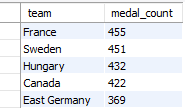 team medal_count
France 455
Sweden 451
Hungary 432
Canada 422
East Germany 369